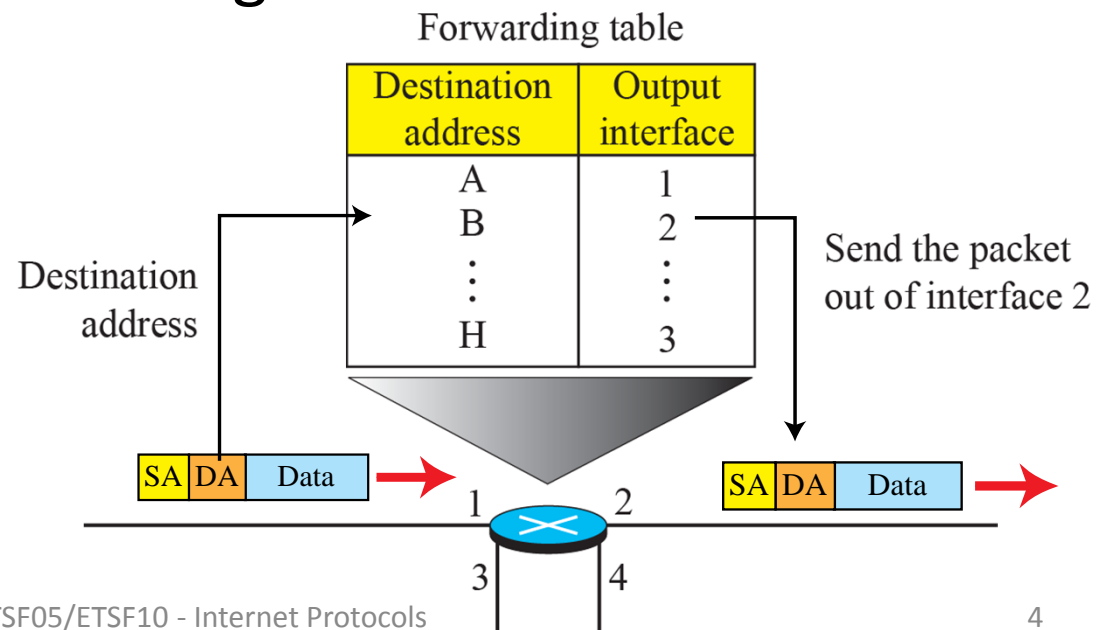 Forwarding table
Destination address
Output interface
A 1
B 2
⋮ ⋮
H 3
Destination address
Send the packet
out of interface 2
SA DA Data
SA DA Data
1 2
3 4
SF05/ETSF10 - Internet Protocols
4